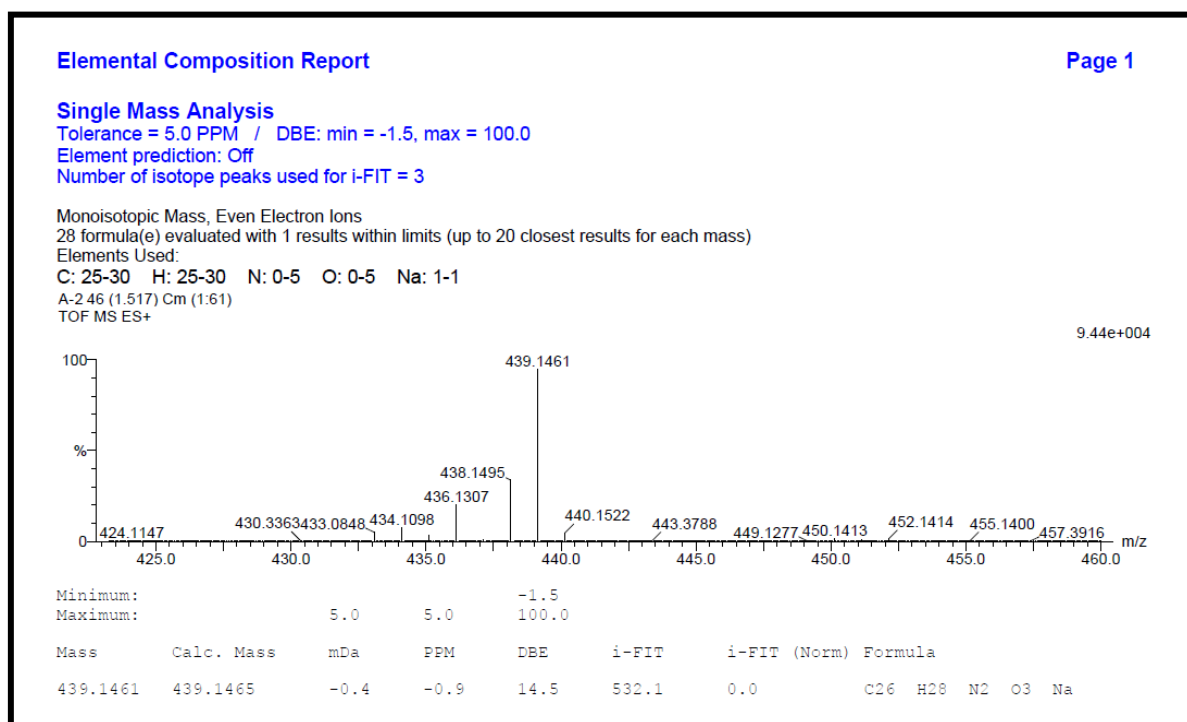 Elemental Composition Report Page 1
Single Mass Analysis
Tolerance = 5.0 PPM / DBE: min = -1.5, max = 100.0
Element prediction: Off
Number of isotope peaks used for i-FIT = 3
Monoisotopic Mass, Even Electron Ions
28 formula(e) evaluated with 1 results within limits (up to 20 closest results for each mass)
Elements Used:
C: 25-30 H: 25-30 N: 0-5 O: 0-5 Na: 1-1
A-2 46 (1.517) Cm (1:61)
TOF MS ES+
9.44e+004
100
439.1461
%
438.1495
436.1307
424.1147 430.3363 433.0848 434.1098 440.1522 443.3788 449.1277 450.1413 452.1414 455.1400 457.3916
0
m/z
425.0 430.0 435.0 440.0 445.0 450.0 455.0 460.0
Minimum: -1.5
Maximum: 5.0 5.0 100.0
Mass Calc. Mass mDa PPM DBE i-FIT i-FIT (Norm) Formula
439.1461 439.1465 -0.4 -0.9 14.5 532.1 0.0 C26 H28 N2 O3 Na